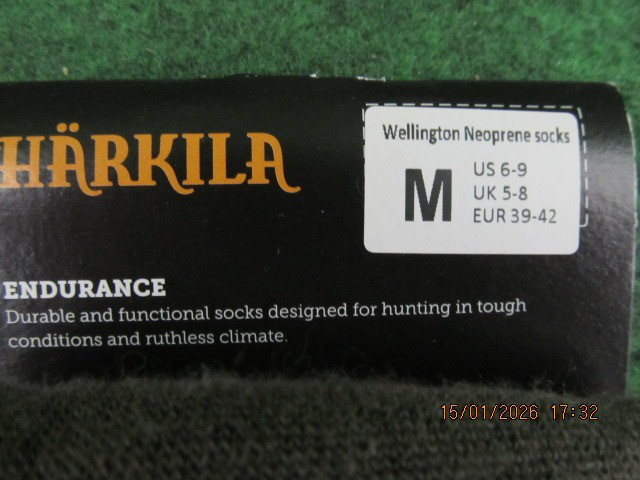 HÄRKILA
Wellington Neoprene socks
M
US 6-9
UK 5-8
EUR 39-42
ENDURANCE
Durable and functional socks designed for hunting in tough
conditions and ruthless climate.
15/01/2026 17:32